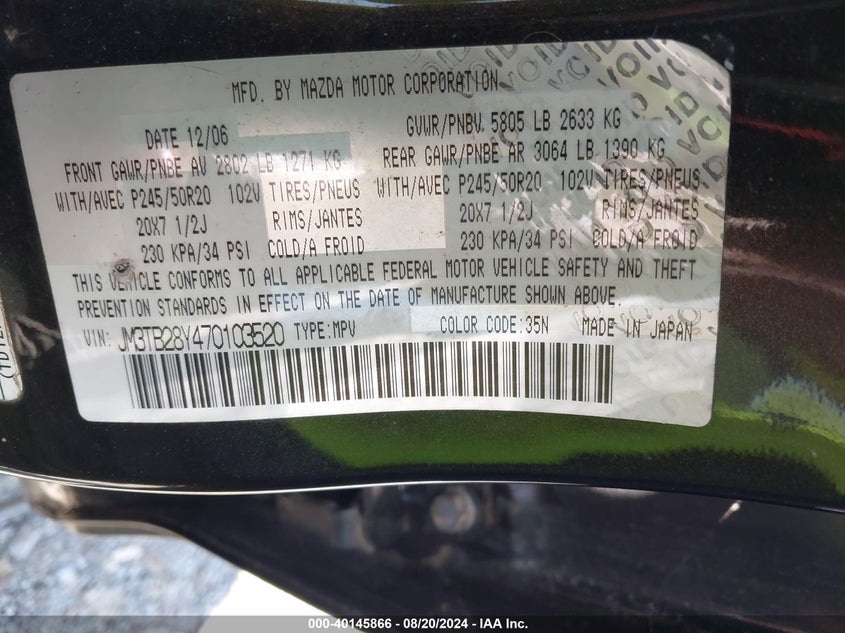 MFD. BY MAZDA MOTOR CORPORATION
DATE 12/06 GVWR/PNBV 5805 LB 2633 KG
FRONT GAWR/PNBE AV 2802 LB 1271 KG REAR GAWR/PNBE AR 3064 LB 1390 KG
WITH/AVEC P245/50R20 102V TIRES/PNEUS WITH/AVEC P245/50R20 102V TIRES/PNEUS
20X7 1/2J RIMS/JANTES 20X7 1/2J RIMS/JANTES
230 KPA/34 PSI COLD/A FROID 230 KPA/34 PSI COLD/A FROID
THIS VEHICLE CONFORMS TO ALL APPLICABLE FEDERAL MOTOR VEHICLE SAFETY AND THEFT
PREVENTION STANDARDS IN EFFECT ON THE DATE OF MANUFACTURE SHOWN ABOVE.
VIN: JM3TB28Y470103520 TYPE:MPV COLOR CODE:35N MADE IN JAPAN
VOID VOID VOID
000-40145866 - 08/20/2024 - IAA Inc.